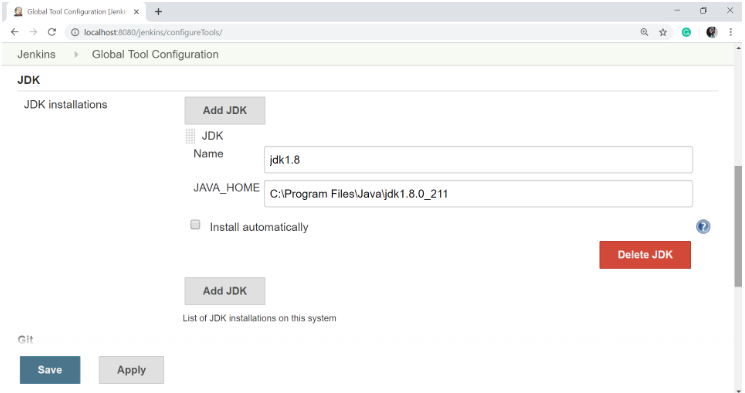 Global Tool Configuration [Jenki
localhost:8080/jenkins/configureTools/
Jenkins Global Tool Configuration
JDK
JDK installations
Add JDK
JDK
Name
jdk1.8
JAVA_HOME
C:\Program Files\Java\jdk1.8.0_211
Install automatically
Delete JDK
Add JDK
List of JDK installations on this system
Git
Save Apply